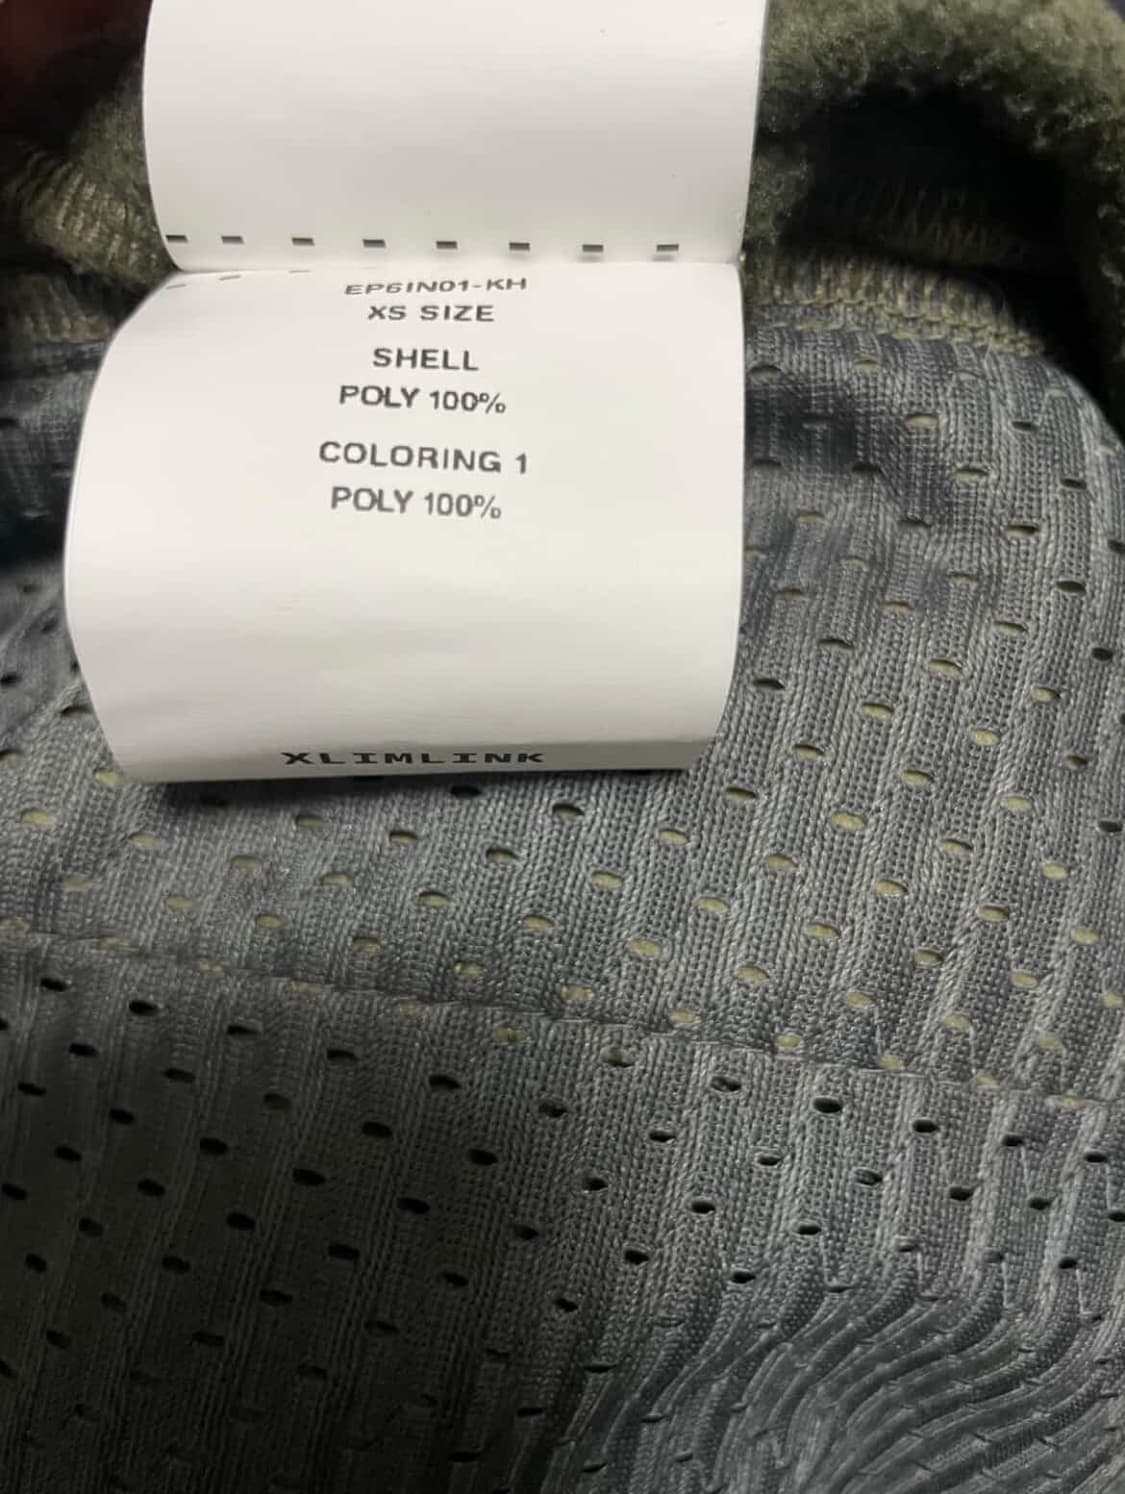 EP6IN01-KH
XS SIZE
SHELL
POLY 100%
COLORING 1
POLY 100%
XLIMLINK